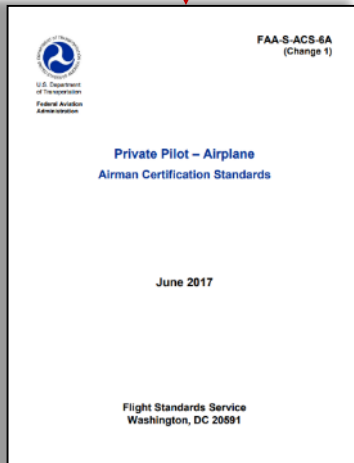 FAA-S-ACS-6A
(Change 1)
U.S. Department
of Transportation
Federal Aviation
Administration
Private Pilot – Airplane
Airman Certification Standards
June 2017
Flight Standards Service
Washington, DC 20591